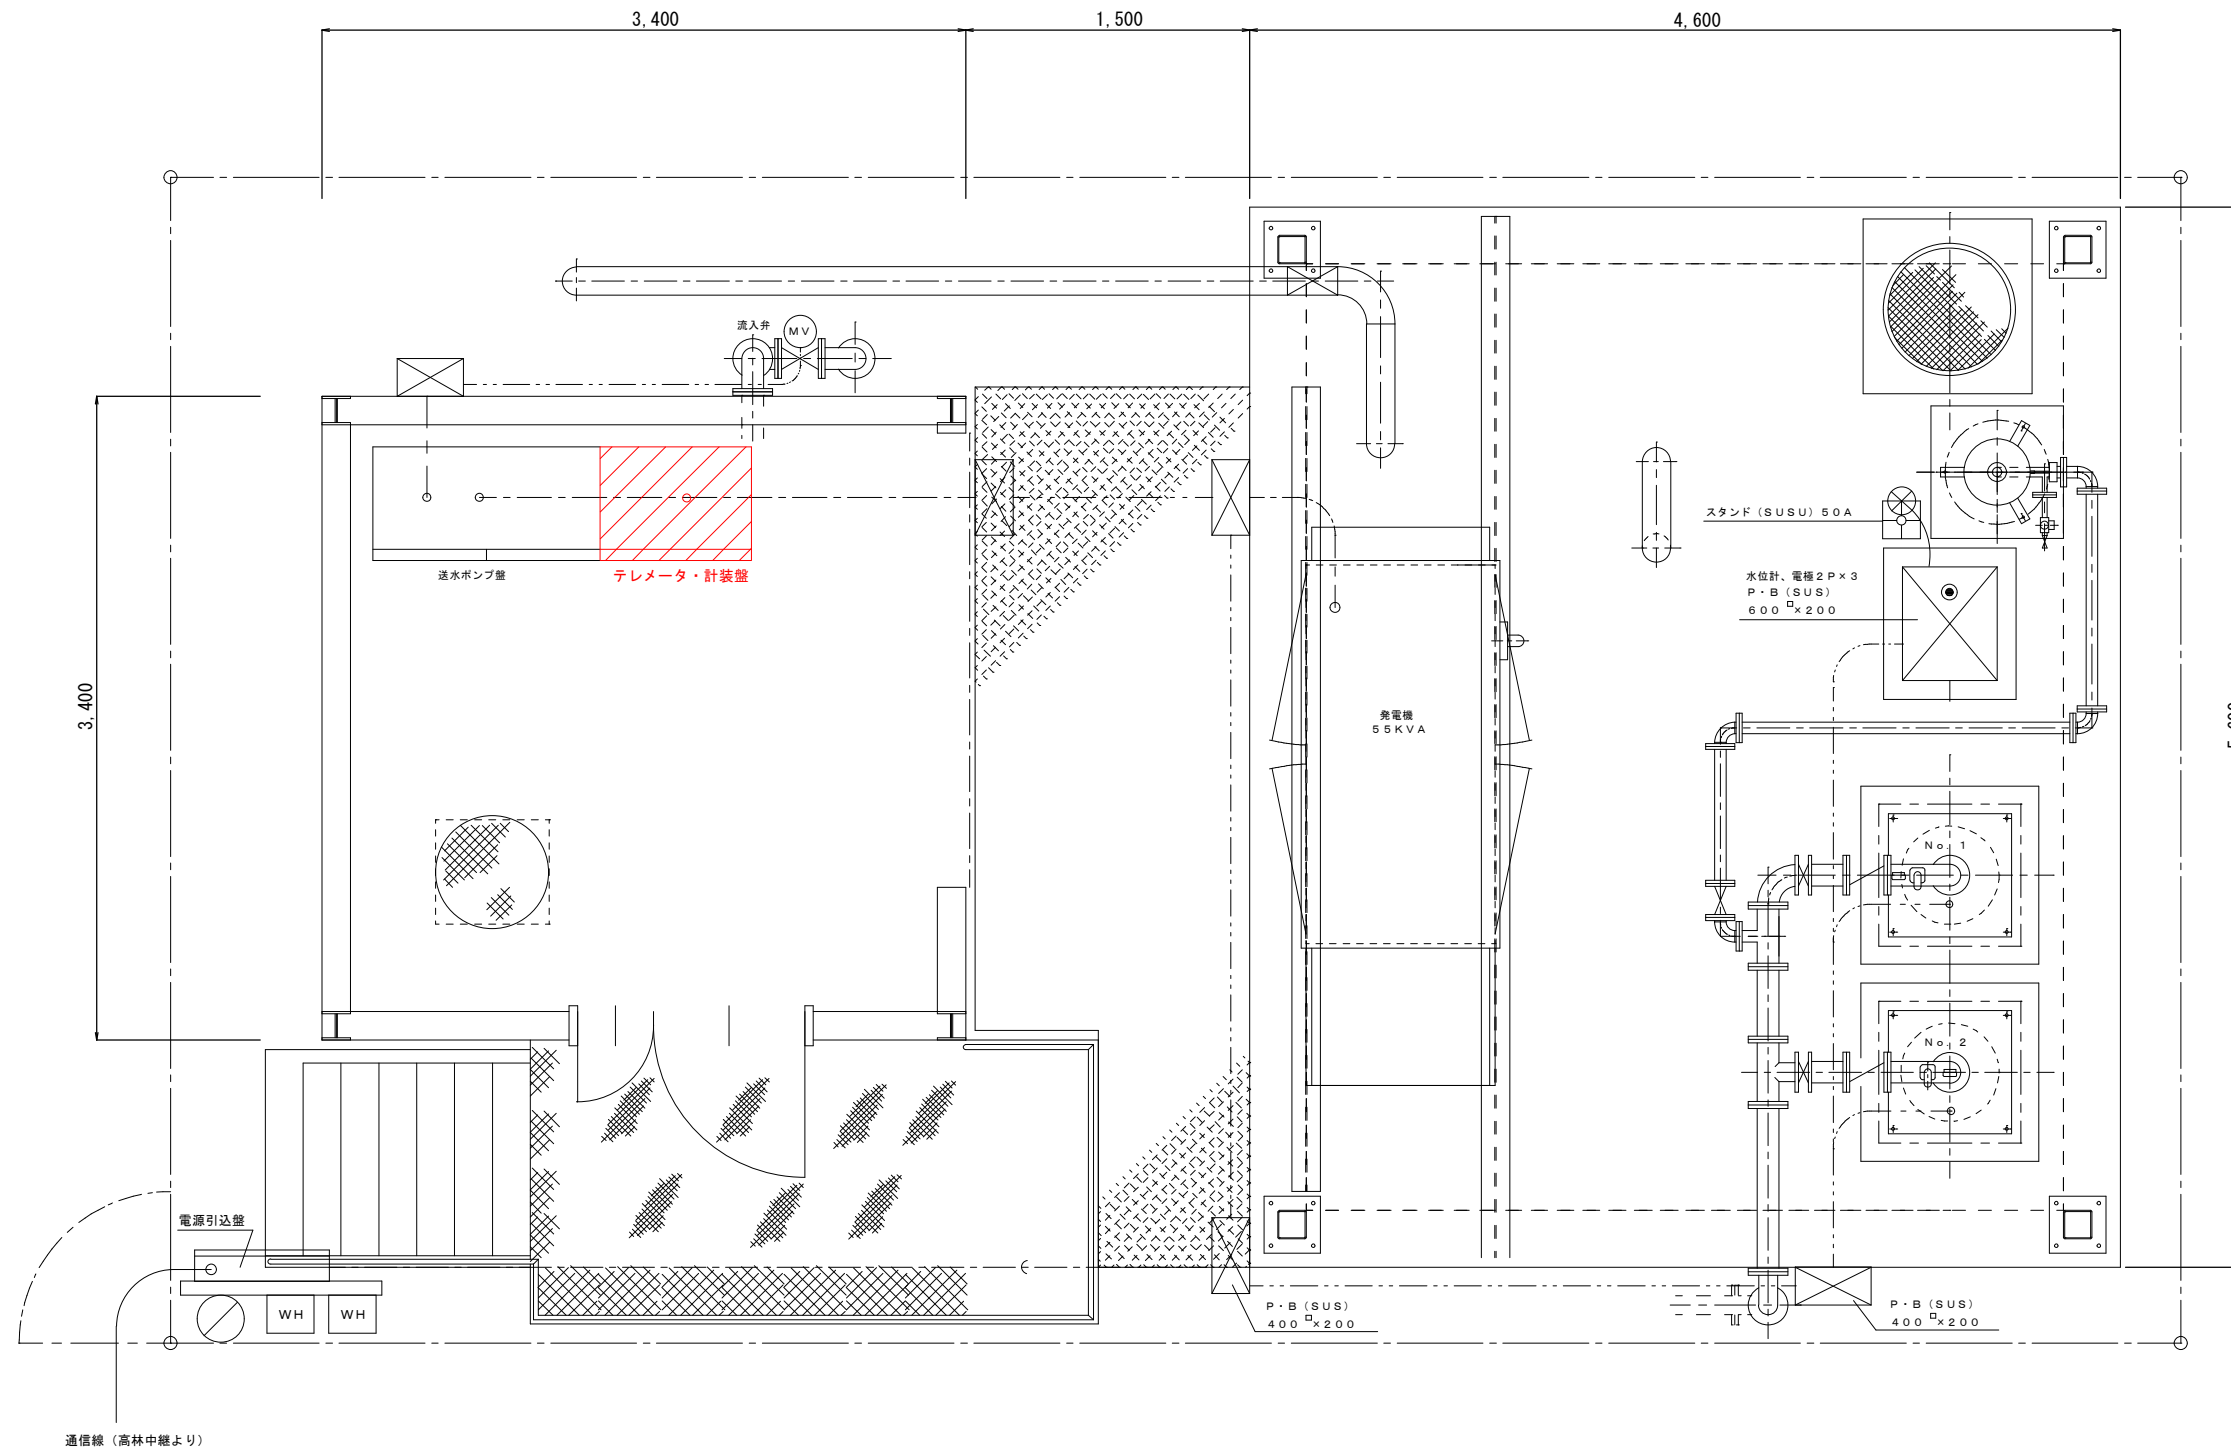 3,400
1,500
4,600
流入弁
MV
スタンド（SUSU）50A
送水ポンプ盤
テレメータ・計装盤
水位計、電極2P×3
P・B（SUS）
600□×200
3,400
発電機
55KVA
No. 1
No. 2
電源引込盤
WH
WH
P・B（SUS）
400□×200
P・B（SUS）
400□×200
通信線（高林中継より）